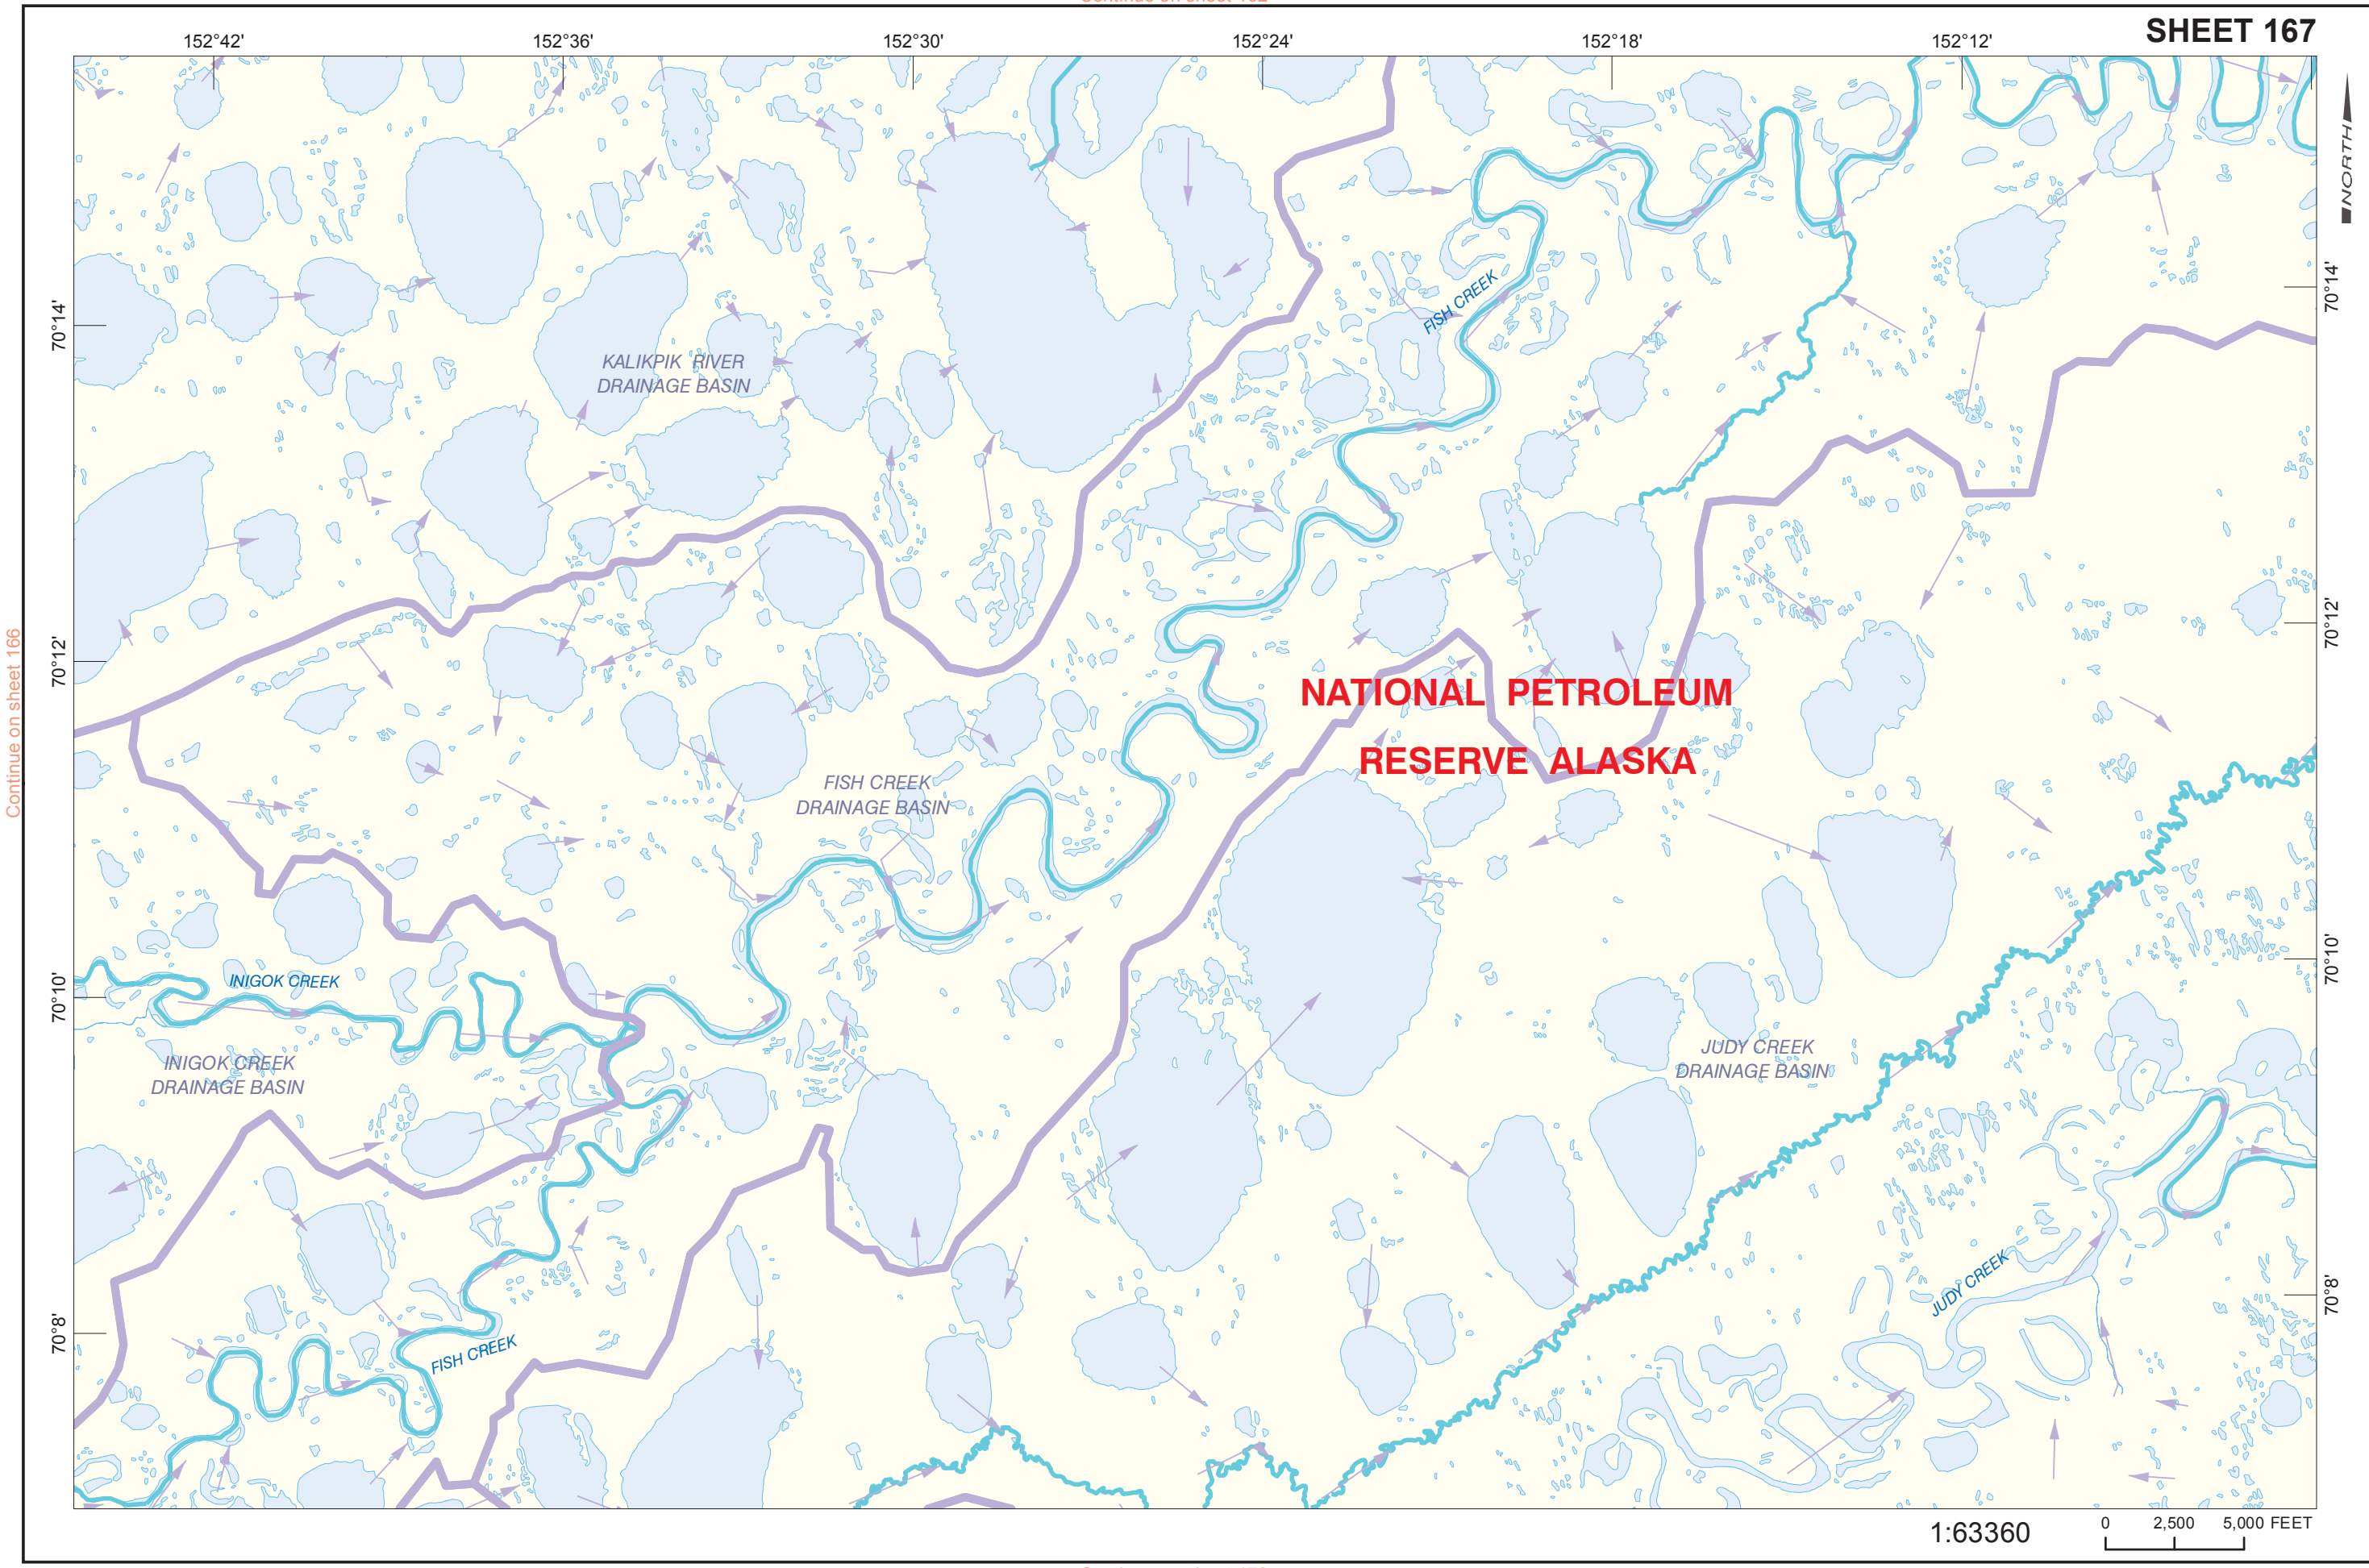 SHEET 167
152°42'
152°36'
152°30'
152°24'
152°18'
152°12'
NORTH
70°14'
70°14'
FISH CREEK
KALIKPIK RIVER
DRAINAGE BASIN
Continue on sheet 166
70°12'
70°12'
NATIONAL PETROLEUM
RESERVE ALASKA
FISH CREEK
DRAINAGE BASIN
70°10'
70°10'
INIGOK CREEK
INIGOK CREEK
DRAINAGE BASIN
JUDY CREEK
DRAINAGE BASIN
70°8'
70°8'
JUDY CREEK
FISH CREEK
1:63360
0 2,500 5,000 FEET